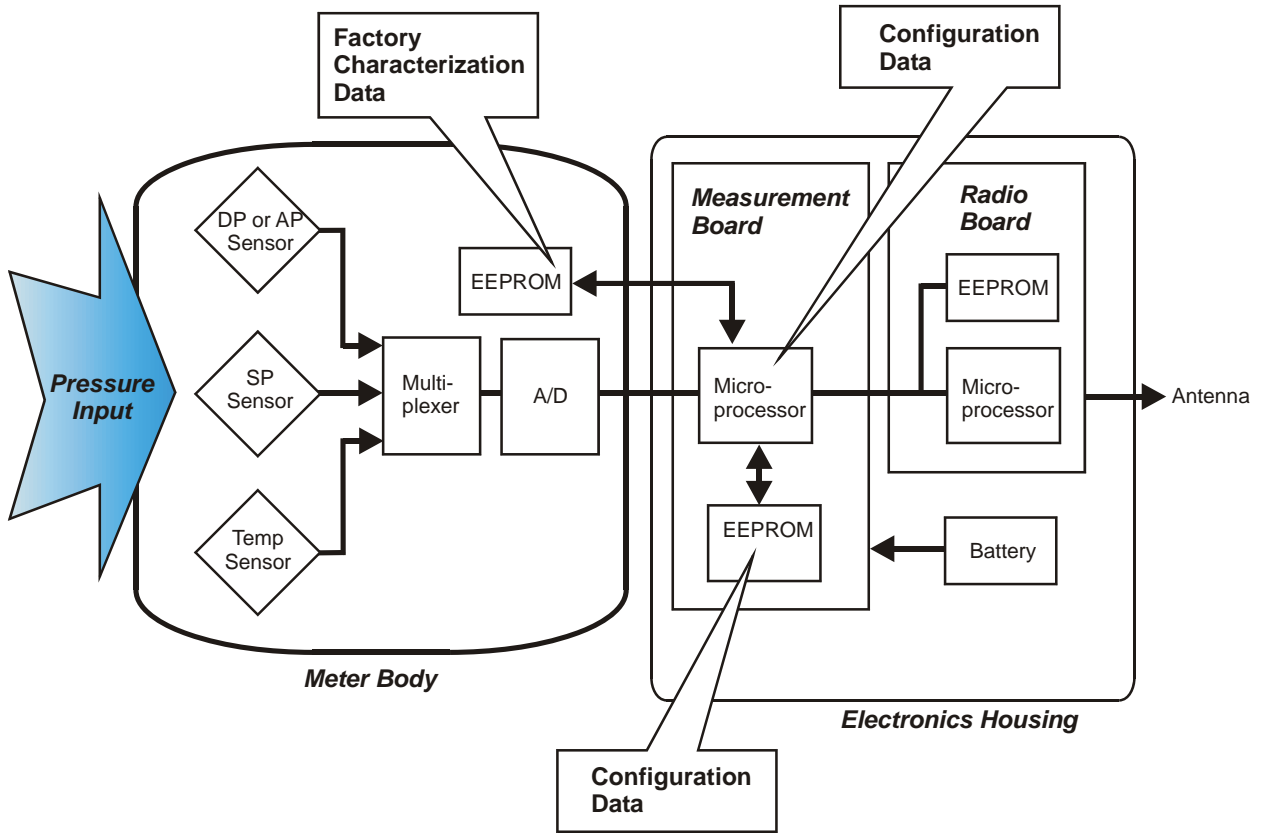 Factory
Characterization
Data
Configuration
Data
Measurement
Board
Radio
Board
DP or AP
Sensor
EEPROM
EEPROM
Pressure
Input
SP
Sensor
Multi-
plexer
A/D
Micro-
processor
Micro-
processor
Antenna
Temp
Sensor
EEPROM
Battery
Meter Body
Electronics Housing
Configuration
Data